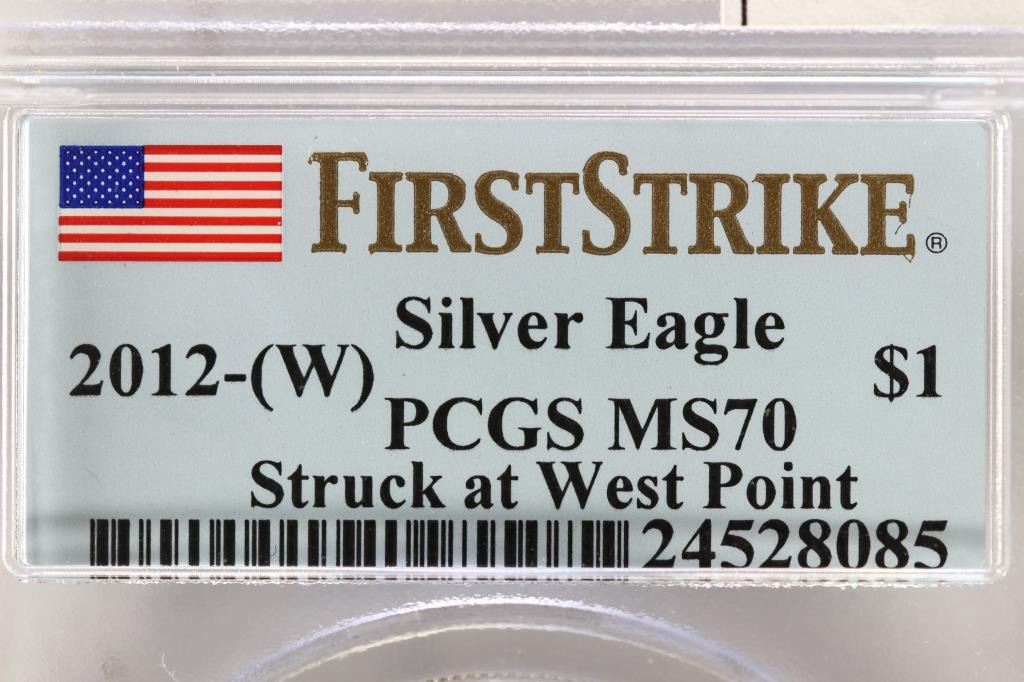 FIRSTSTRIKE®
Silver Eagle
2012-(W) $1
PCGS MS70
Struck at West Point
24528085